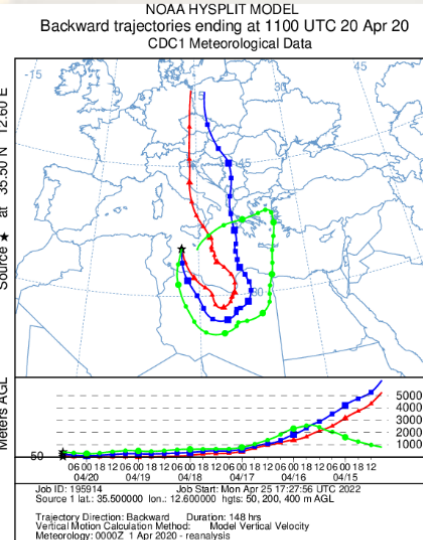 NOAA HYSPLIT MODEL
Backward trajectories ending at 1100 UTC 20 Apr 20
CDC1 Meteorological Data
Source ★ at 35.50 N 12.60 E
-15
15
30
45
45
30
Meters AGL
50
5000
4000
3000
2000
1000
06 00 18 12 06 00 18 12 06 00 18 12 06 00 18 12 06 00 18 12 06 00 18 12
04/20 04/19 04/18 04/17 04/16 04/15
Job ID: 195914 Job Start: Mon Apr 25 17:27:56 UTC 2022
Source 1 lat.: 35.500000 lon.: 12.600000 hgts: 50, 200, 400 m AGL
Trajectory Direction: Backward Duration: 148 hrs
Vertical Motion Calculation Method: Model Vertical Velocity
Meteorology: 0000Z 1 Apr 2020 - reanalysis